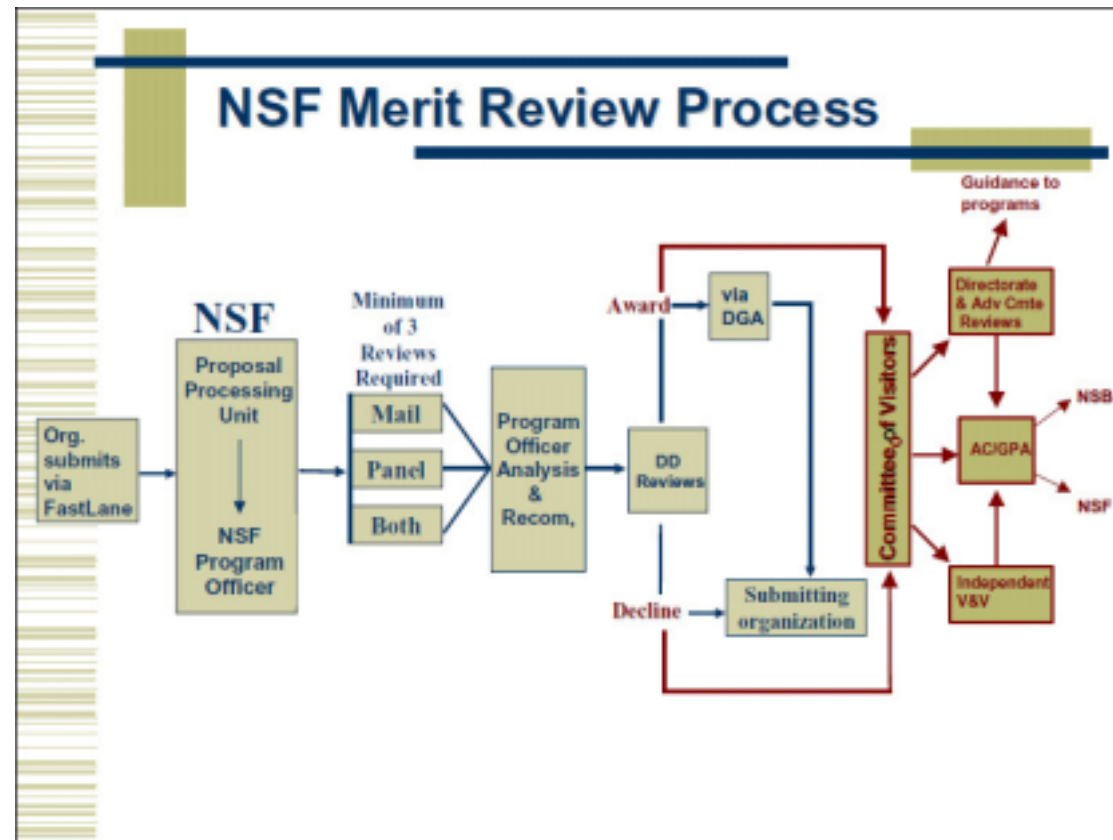 NSF Merit Review Process
Guidance to
programs
NSF
Minimum
of 3
Reviews
Required
Org.
submits
via
FastLane
Proposal
Processing
Unit
NSF
Program
Officer
Mail
Panel
Both
Program
Officer
Analysis
&
Recom,
DD
Reviews
Award
via
DGA
Decline
Submitting
organization
Committee of Visitors
Directorate
& Adv Cmte
Reviews
AC/GPA
NSB
NSF
Independent
V&V